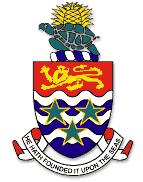 HE HATH FOUNDED IT UPON THE SEAS